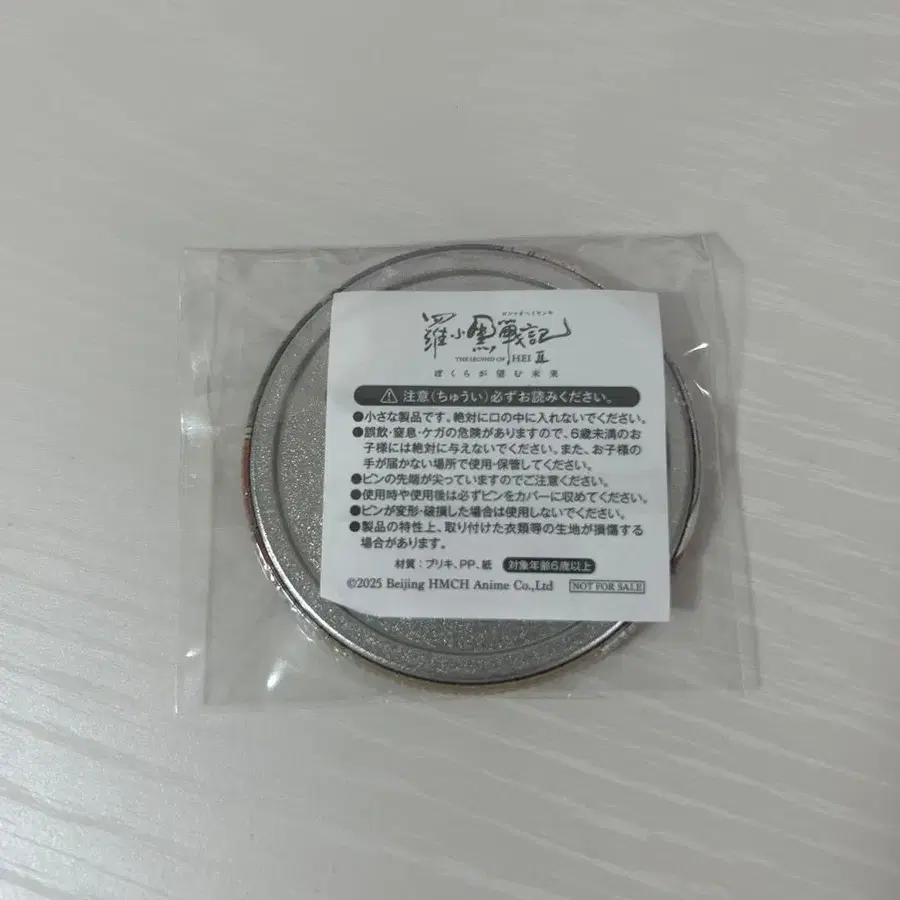 ロシャオヘイセンキ
羅小黒戦記
THE LEGEND OF HEI Ⅱ
ぼくらが望む未来
注意(ちゅうい)必ずお読みください。
●小さな製品です。絶対に口の中に入れないでください。
●誤飲・窒息・ケガの危険がありますので、6歳未満のお
子様には絶対に与えないでください。また、お子様の
手が届かない場所で使用・保管してください。
●ピンの先端が尖っていますのでご注意ください。
●使用時や使用後は必ずピンをカバーに収めてください。
●ピンが変形・破損した場合は使用しないでください。
●製品の特性上、取り付けた衣類等の生地が損傷する
場合があります。
材質:ブリキ、PP、紙 対象年齢6歳以上
©2025 Beijing HMCH Anime Co.,Ltd NOT FOR SALE